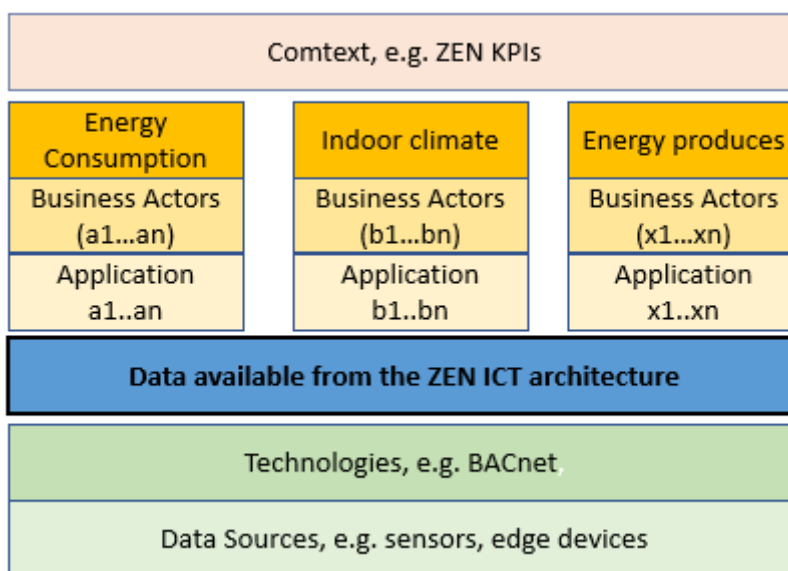 Comtext, e.g. ZEN KPIs
Energy
Consumption
Business Actors
(a1...an)
Application
a1..an
Indoor climate
Business Actors
(b1...bn)
Application
b1..bn
Energy produces
Business Actors
(x1...xn)
Application
x1..xn
Data available from the ZEN ICT architecture
Technologies, e.g. BACnet,
Data Sources, e.g. sensors, edge devices